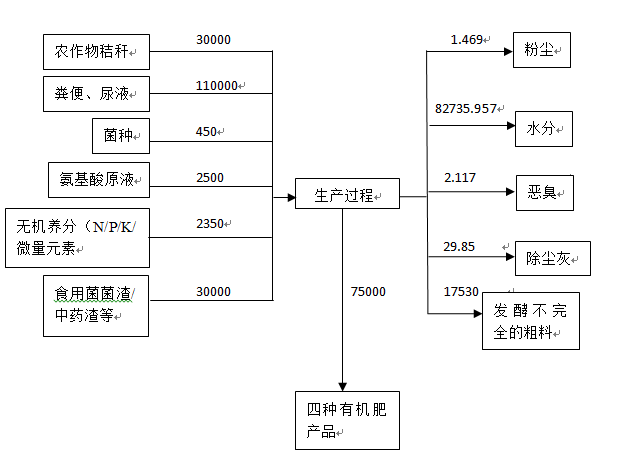 农作物秸秆
30000
粪便、尿液
110000
菌种
450
氨基酸原液
2500
无机养分（N/P/K/
微量元素
2350
食用菌菌渣/
中药渣等
30000
生产过程
75000
四种有机肥
产品
1.469
粉尘
82735.957
水分
2.117
恶臭
29.85
除尘灰
17530
发酵不完
全的粗料